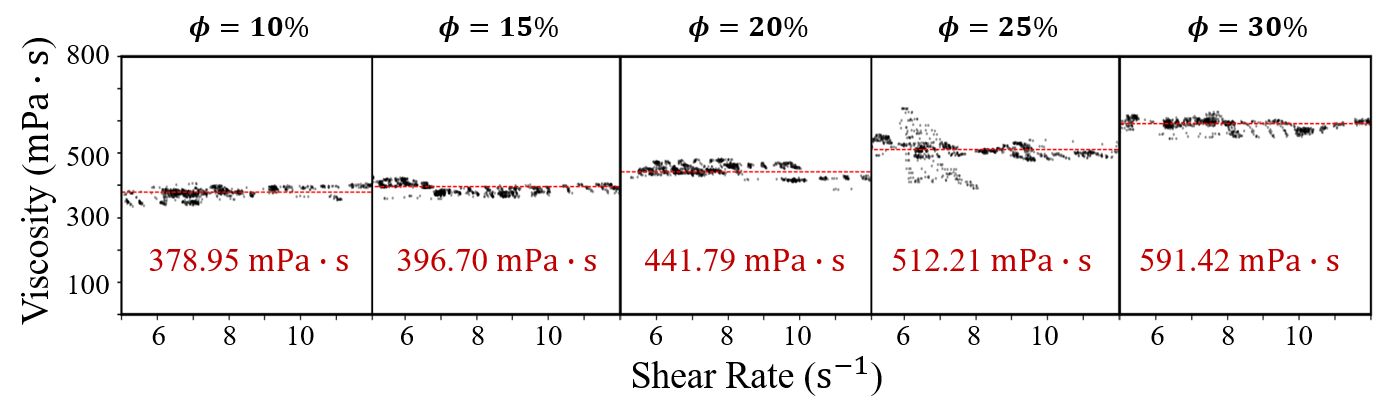 ϕ = 10% ϕ = 15% ϕ = 20% ϕ = 25% ϕ = 30%
Viscosity (mPa · s)
800
500
300
100
378.95 mPa · s 396.70 mPa · s 441.79 mPa · s 512.21 mPa · s 591.42 mPa · s
6 8 10 6 8 10 6 8 10 6 8 10 6 8 10
Shear Rate (s⁻¹)